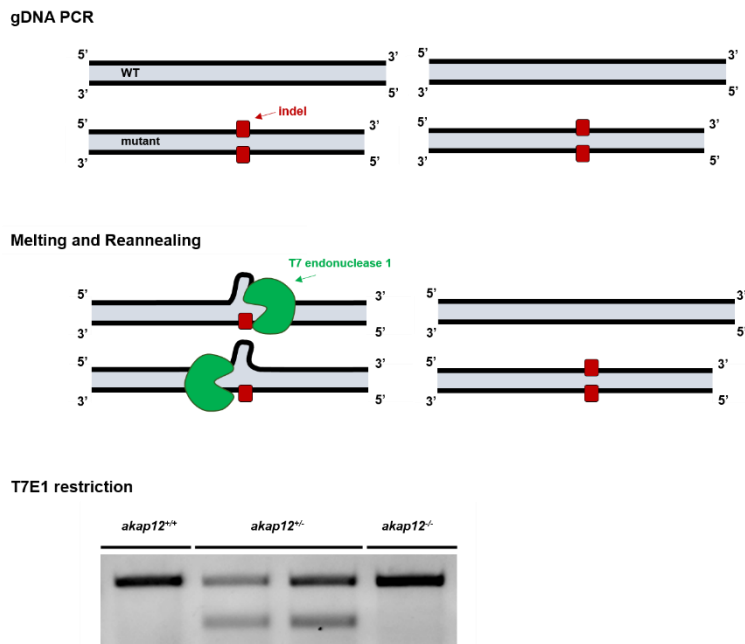 gDNA PCR
5’ 3’ 5’ 3’
WT
3’ 5’ 3’ 5’
indel
5’ 3’ 5’ 3’
mutant
3’ 5’ 3’ 5’
Melting and Reannealing
T7 endonuclease 1
5’ 3’ 5’ 3’
3’ 5’ 3’ 5’
5’ 3’ 5’ 3’
3’ 5’ 3’ 5’
T7E1 restriction
akap12+/+ akap12+/- akap12-/-